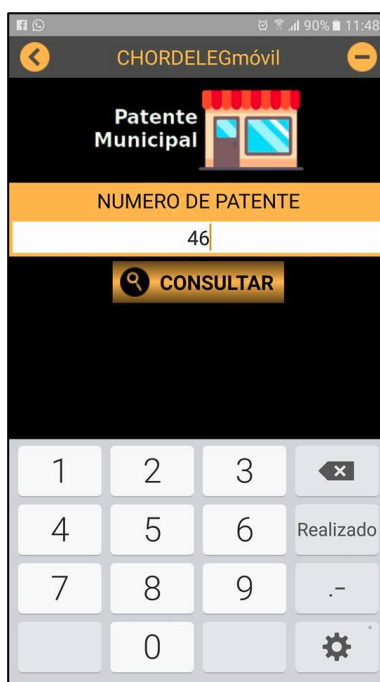 90% 11:48
CHORDELEGmóvil
Patente
Municipal
NUMERO DE PATENTE
46
CONSULTAR
1 2 3
4 5 6 Realizado
7 8 9 .-
0